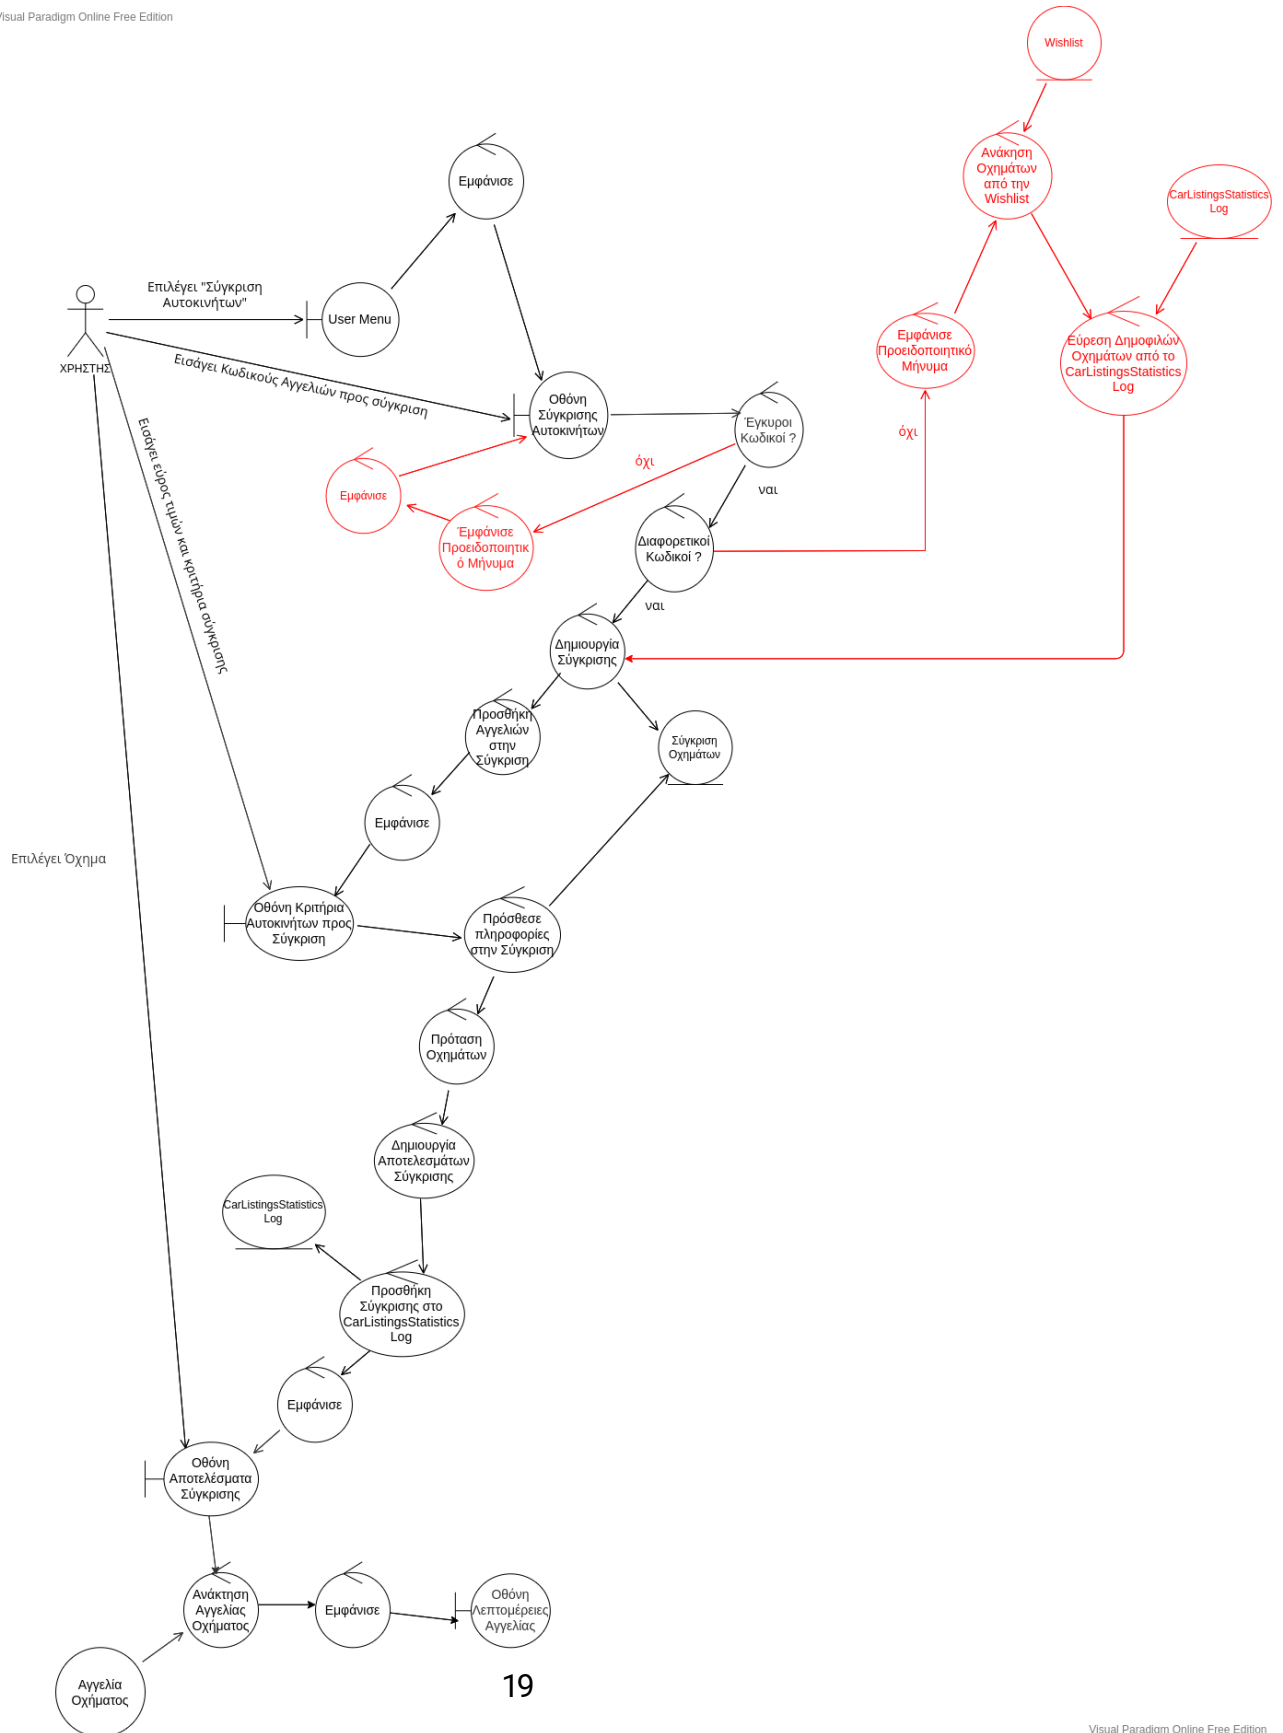 Visual Paradigm Online Free Edition
Wishlist
Ανάκηση
Οχημάτων
από την
Wishlist
CarListingsStatistics
Log
Εμφάνισε
Επιλέγει "Σύγκριση
Αυτοκινήτων"
User Menu
ΧΡΗΣΤΗΣ
Εισάγει Κωδικούς Αγγελιών προς σύγκριση
Εμφάνισε
Προειδοποιητικό
Μήνυμα
Εύρεση Δημοφιλών
Οχημάτων από το
CarListingsStatistics
Log
Οθόνη
Σύγκρισης
Αυτοκινήτων
Έγκυροι
Κωδικοί ?
όχι
Εισάγει εύρος τιμών και κριτήρια σύγκρισης
όχι
ναι
Εμφάνισε
Έμφάνισε
Προειδοποιητικ
ό Μήνυμα
Διαφορετικοί
Κωδικοί ?
ναι
Δημιουργία
Σύγκρισης
Προσθήκη
Αγγελιών
στην
Σύγκριση
Σύγκριση
Οχημάτων
Εμφάνισε
Επιλέγει Όχημα
Οθόνη Κριτήρια
Αυτοκινήτων προς
Σύγκριση
Πρόσθεσε
πληροφορίες
στην Σύγκριση
Πρόταση
Οχημάτων
Δημιουργία
Αποτελεσμάτων
Σύγκρισης
CarListingsStatistics
Log
Προσθήκη
Σύγκρισης στο
CarListingsStatistics
Log
Εμφάνισε
Οθόνη
Αποτελέσματα
Σύγκρισης
Ανάκτηση
Αγγελίας
Οχήματος
Εμφάνισε
Οθόνη
Λεπτομέρειες
Αγγελίας
Αγγελία
Οχήματος
19
Visual Paradigm Online Free Edition